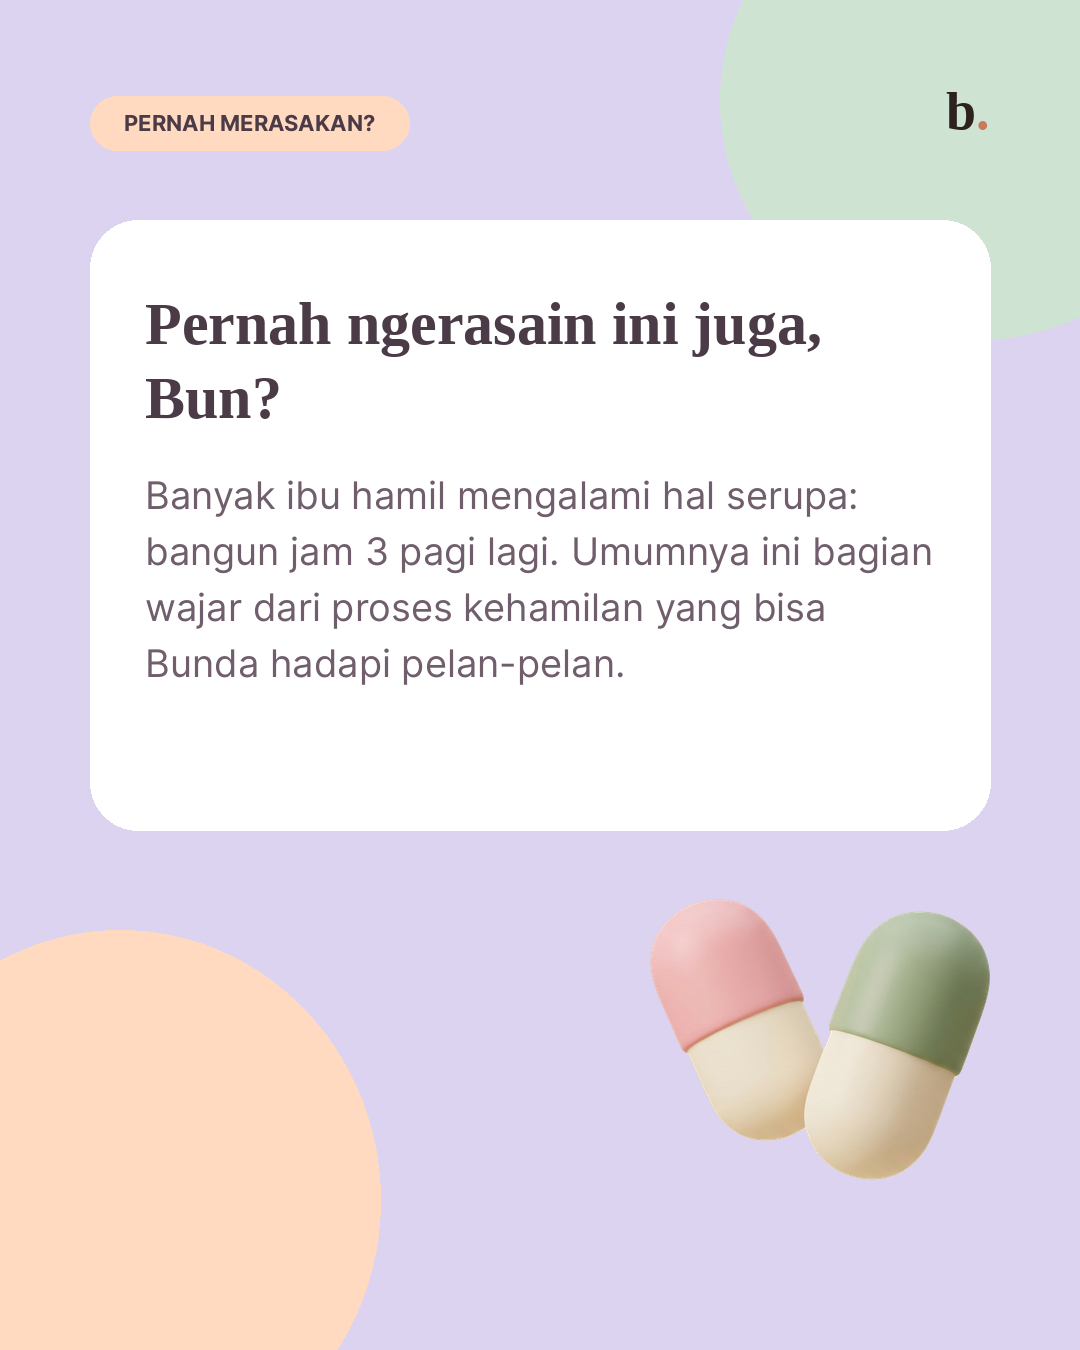 PERNAH MERASAKAN?
b.
Pernah ngerasain ini juga,
Bun?
Banyak ibu hamil mengalami hal serupa:
bangun jam 3 pagi lagi. Umumnya ini bagian
wajar dari proses kehamilan yang bisa
Bunda hadapi pelan-pelan.